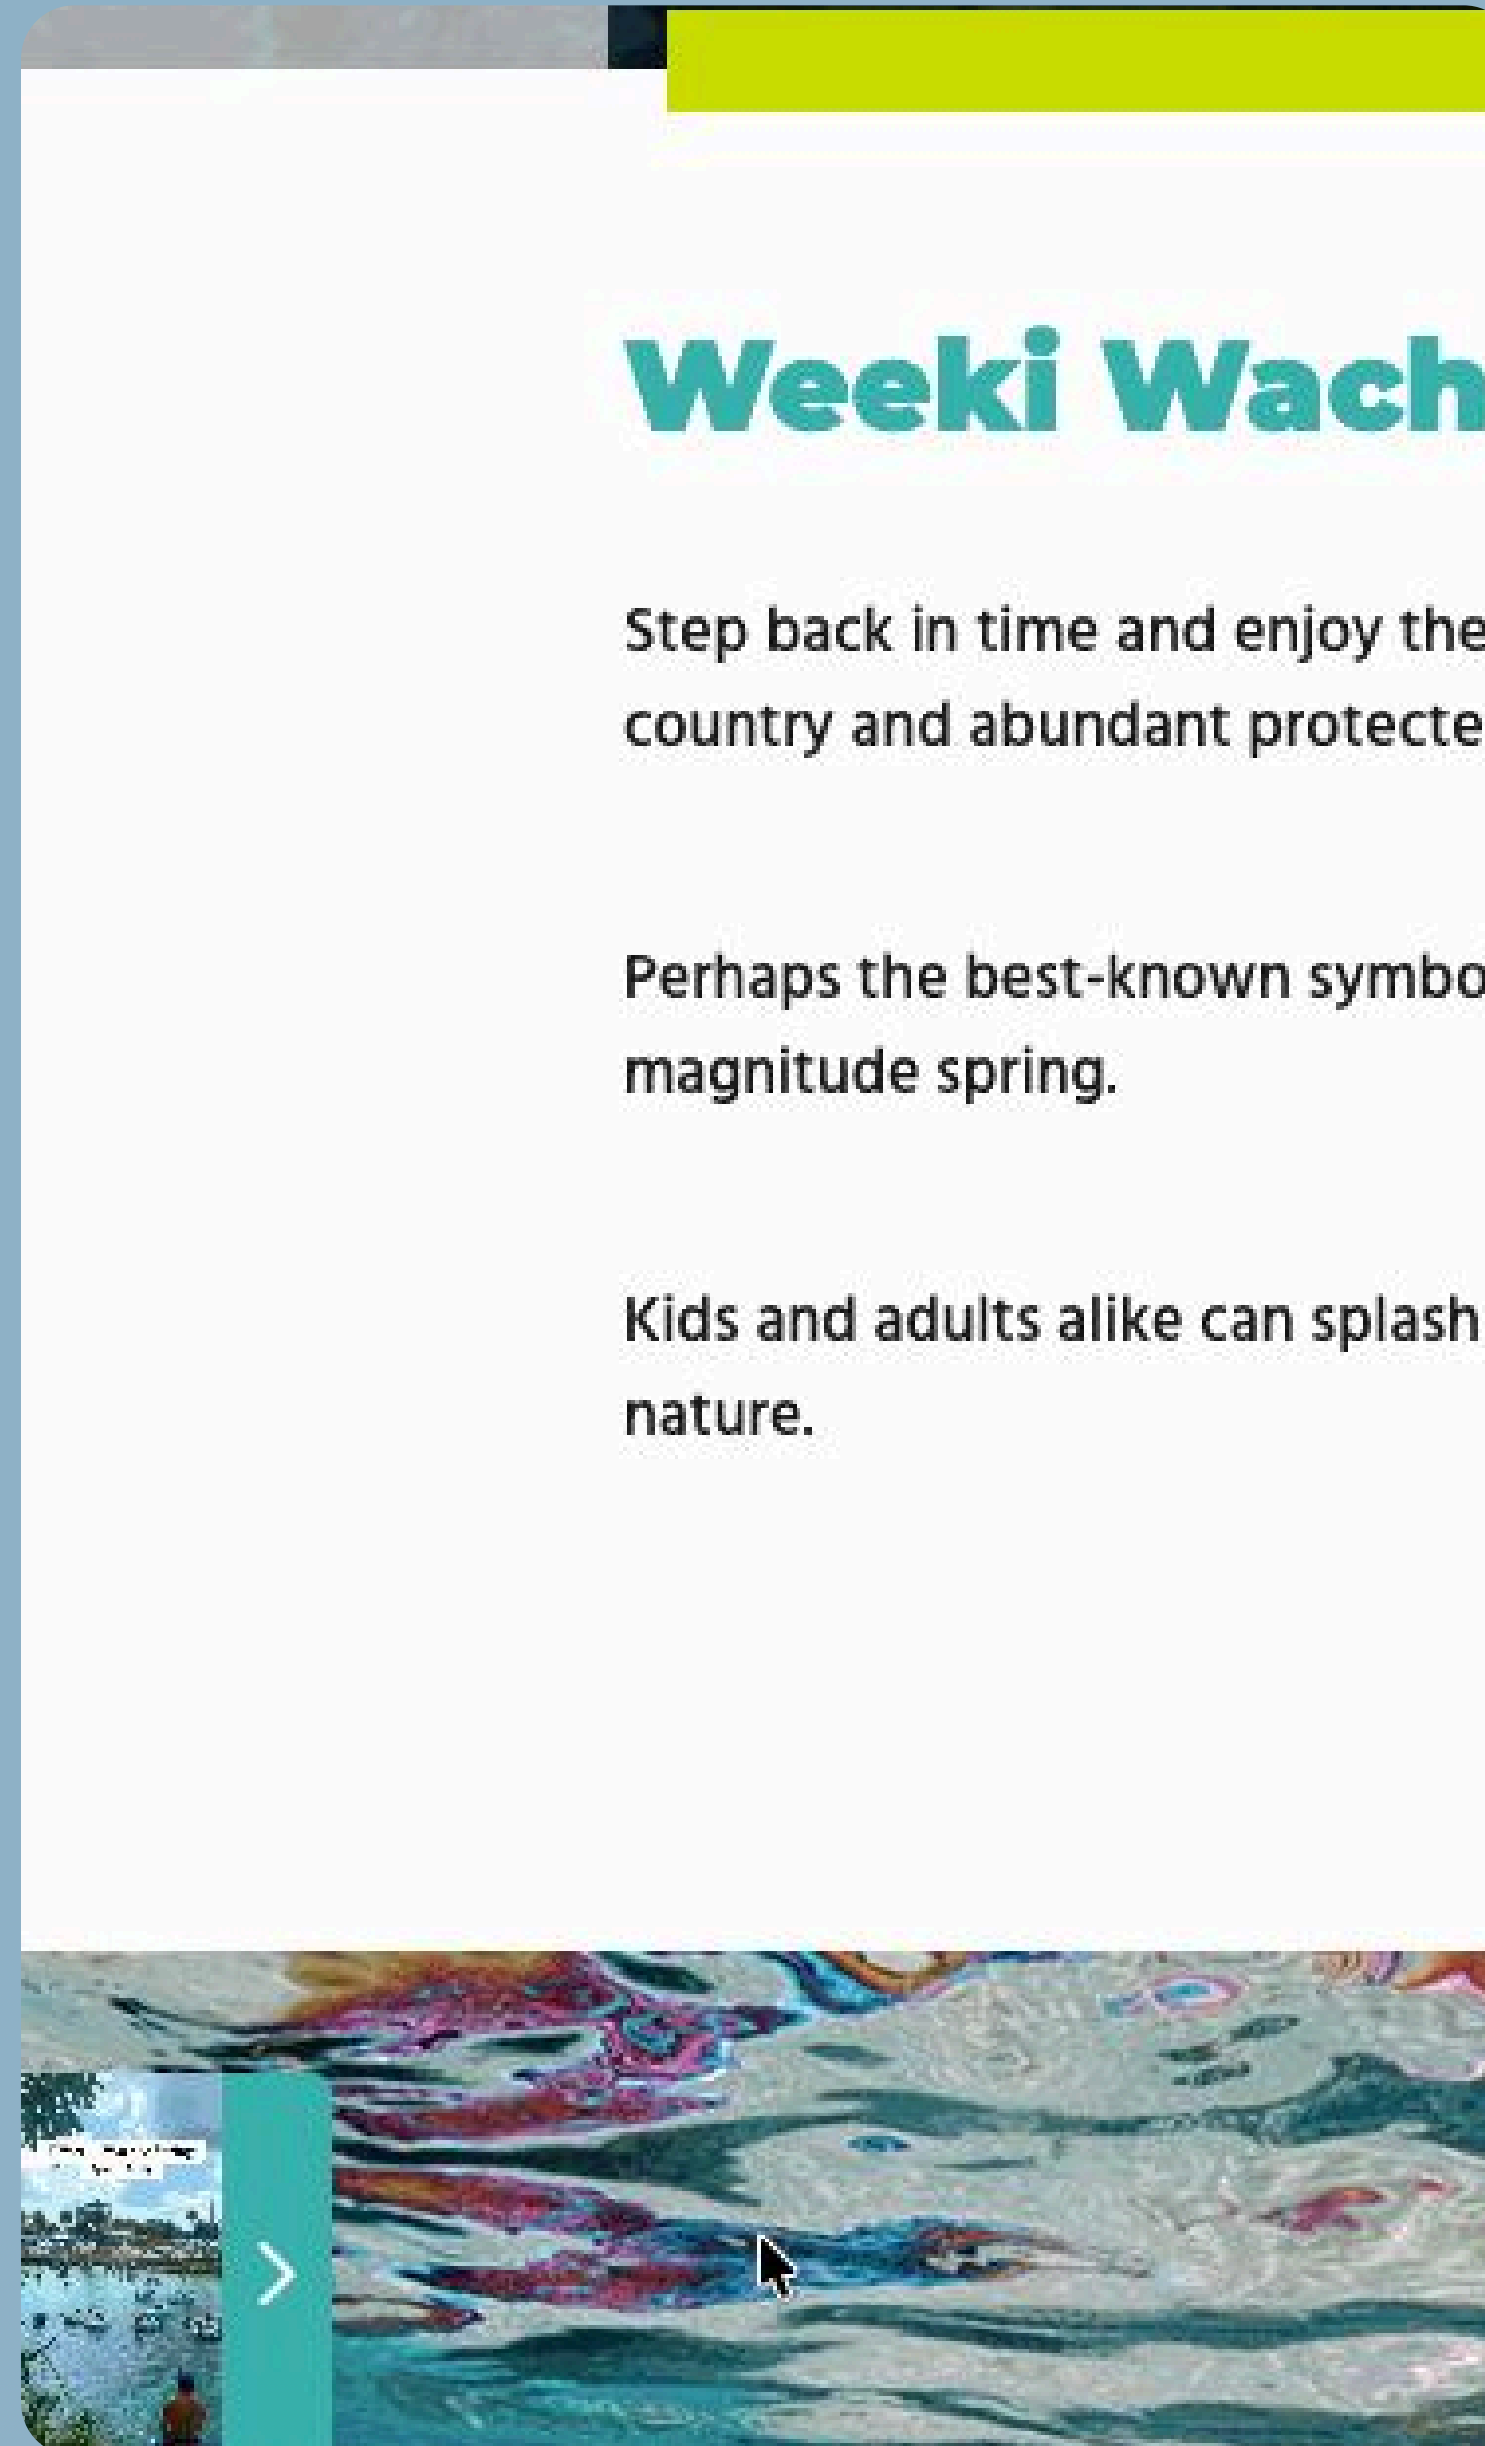 Weeki Wach
Step back in time and enjoy the
country and abundant protecte
Perhaps the best-known symbo
magnitude spring.
Kids and adults alike can splash
nature.